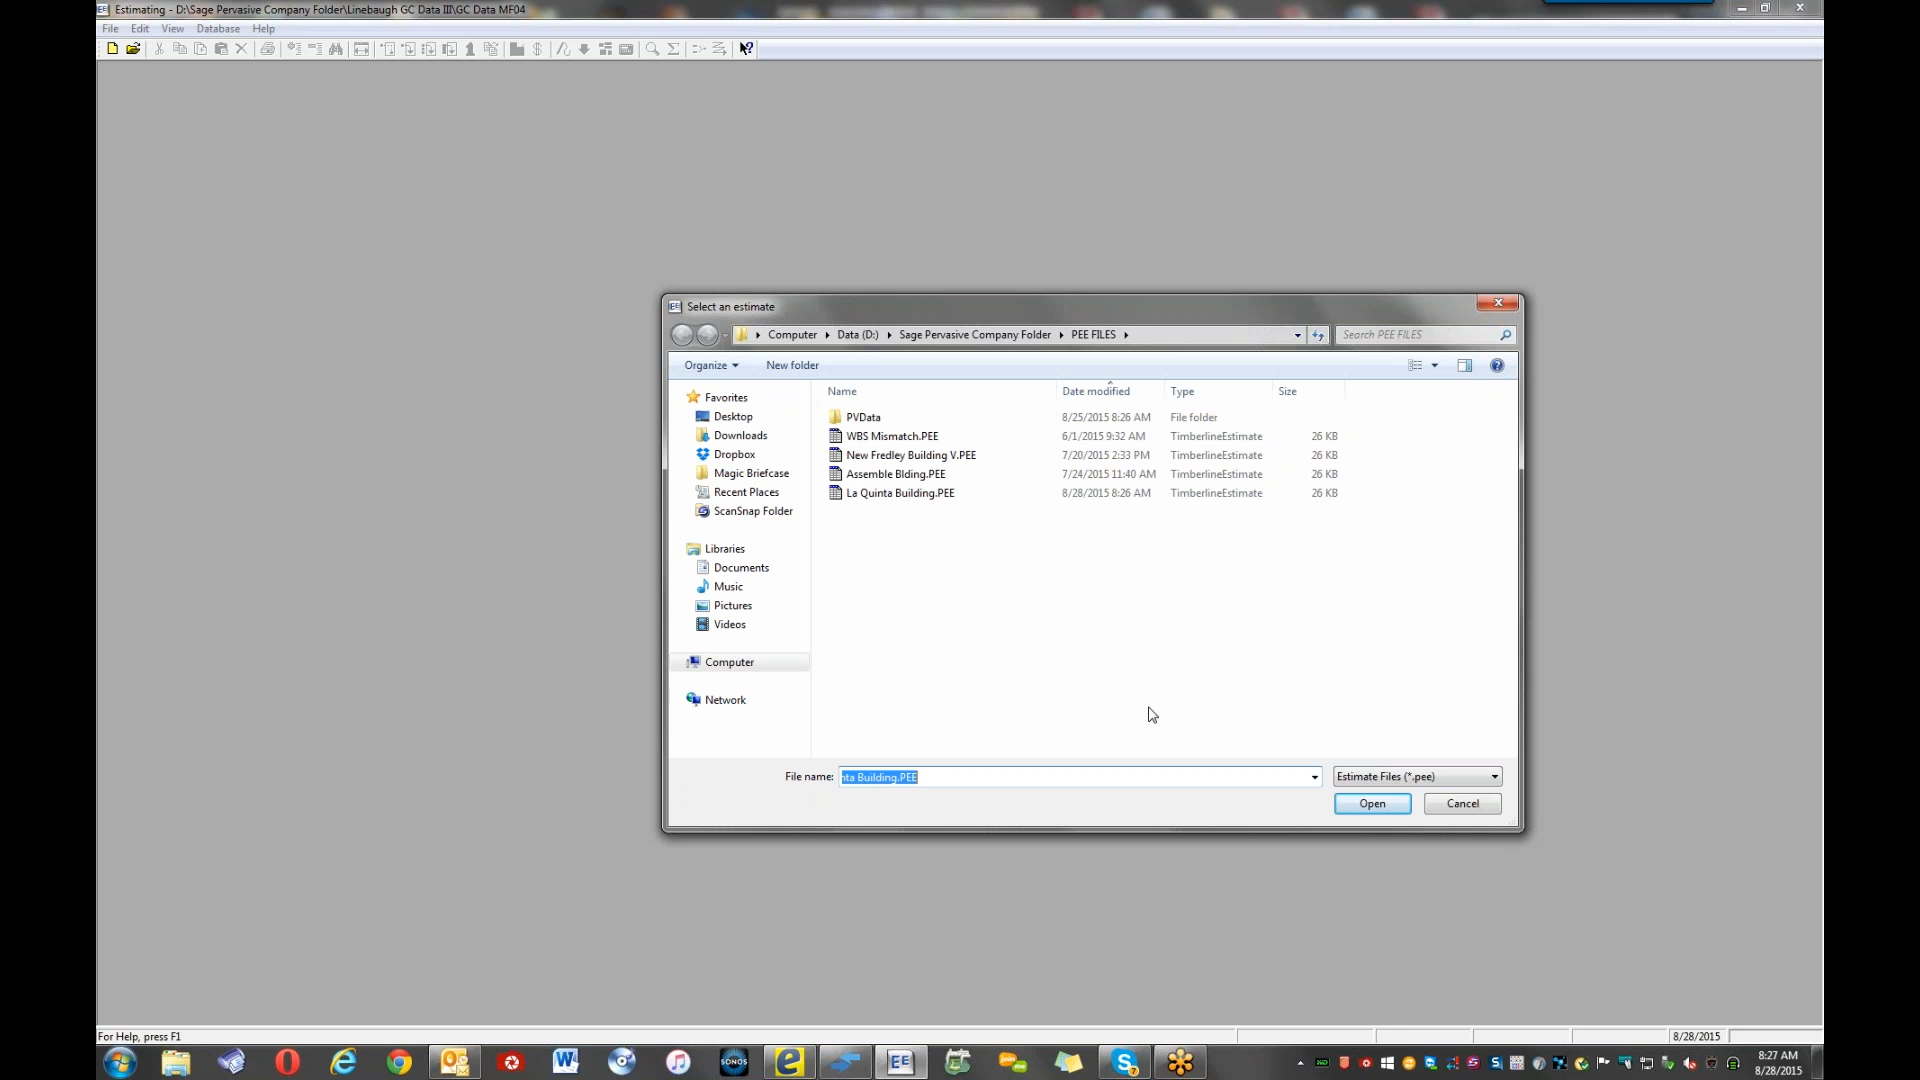 Estimating - D:\Sage Pervasive Company Folder\Linebaugh GC Data III\GC Data MF04
File Edit View Database Help
Select an estimate
Computer Data (D:) Sage Pervasive Company Folder PEE FILES
Search PEE FILES
Organize New folder
Name Date modified Type Size
Favorites
Desktop
Downloads
Dropbox
Magic Briefcase
Recent Places
ScanSnap Folder
Libraries
Documents
Music
Pictures
Videos
Computer
Network
PVData 8/25/2015 8:26 AM File folder
WBS Mismatch.PEE 6/1/2015 9:32 AM TimberlineEstimate 26 KB
New Fredley Building V.PEE 7/20/2015 2:33 PM TimberlineEstimate 26 KB
Assemble Blding.PEE 7/24/2015 11:40 AM TimberlineEstimate 26 KB
La Quinta Building.PEE 8/28/2015 8:26 AM TimberlineEstimate 26 KB
File name: nta Building.PEE Estimate Files (*.pee)
Open Cancel
For Help, press F1
8/28/2015
SONOS
EE
8:27 AM
8/28/2015